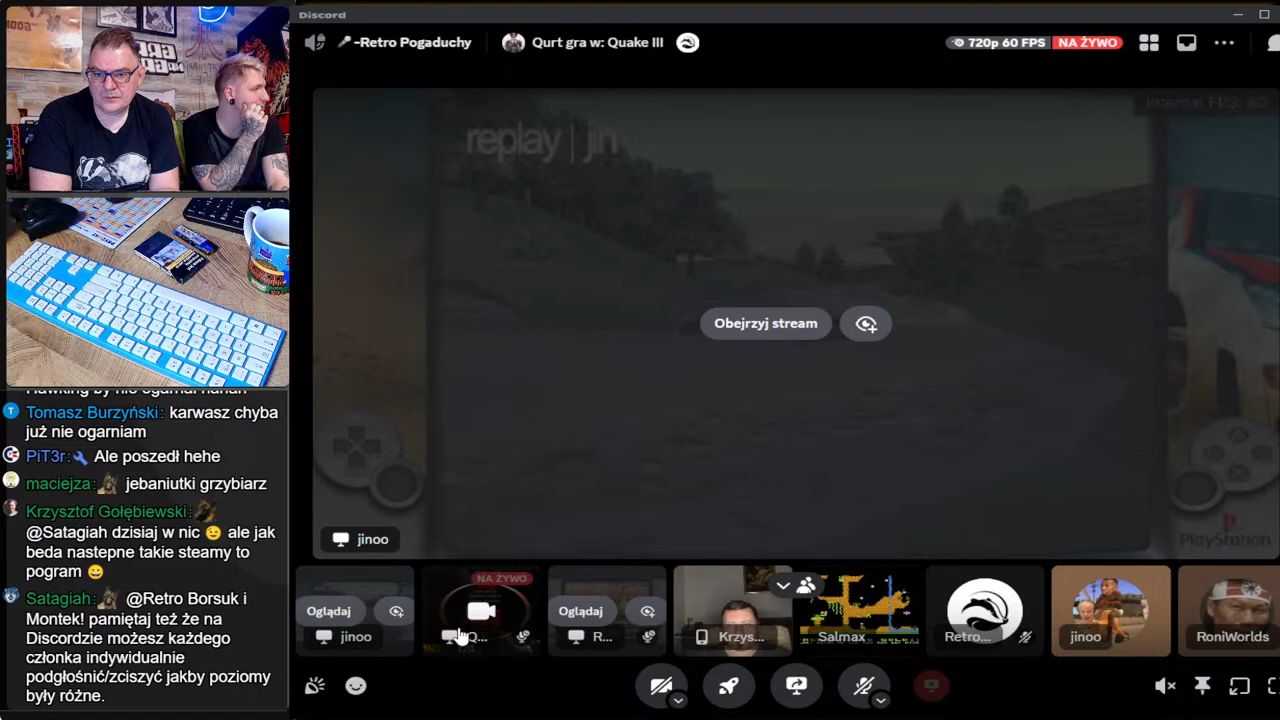 Discord
-Retro Pogaduchy
Qurt gra w: Quake III
720p 60 FPS NA ŻYWO
Internal FPS: 60
replay | jin
Obejrzyj stream
PlayStation
jinoo
NA ŻYWO
Oglądaj
Oglądaj
jinoo
Q...
R...
Krzys...
Salmax
Retro...
jinoo
RoniWorlds
Tomasz Burzyński: karwasz chyba
już nie ogarniam
PiT3r: Ale poszedł hehe
maciejza: jebaniutki grzybiarz
Krzysztof Gołębiewski:
@Satagiah dzisiaj w nic 😉 ale jak
beda nastepne takie steamy to
pogram 😀
Satagiah: @Retro Borsuk i
Montek! pamiętaj też że na
Discordzie możesz każdego
członka indywidualnie
podgłośnić/zciszyć jakby poziomy
były różne.